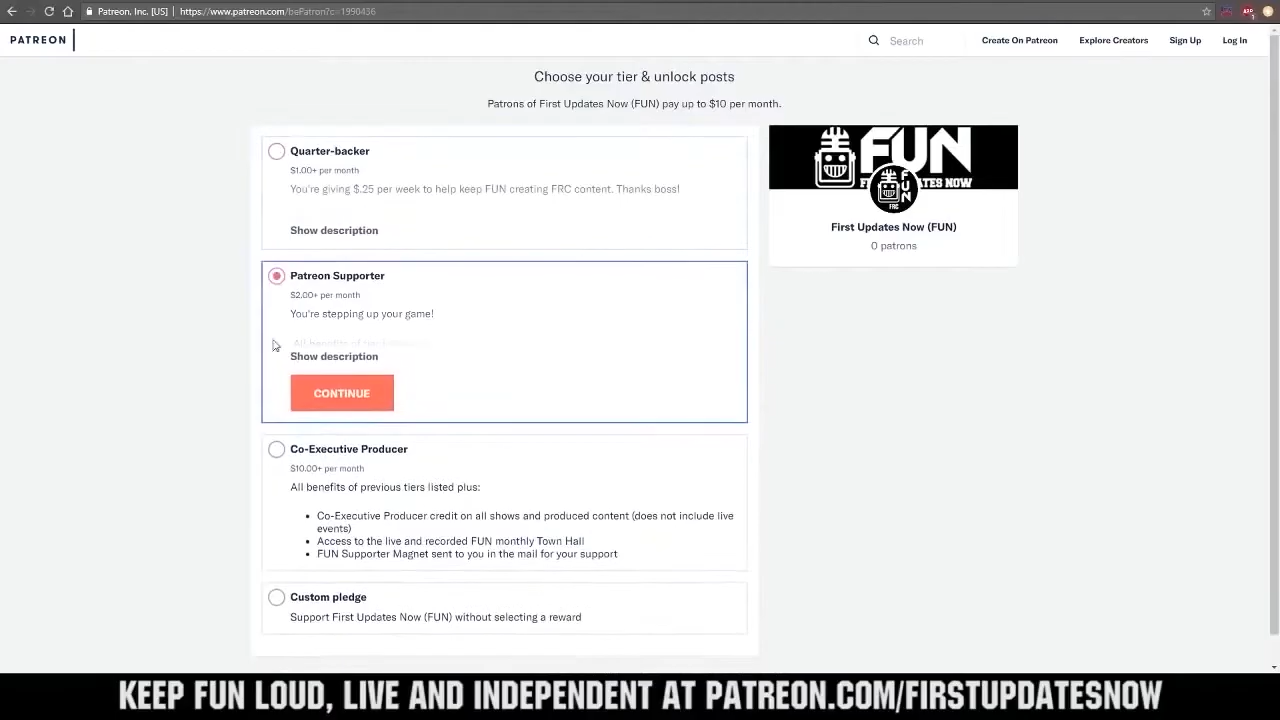 Patreon, Inc. [US] | https://www.patreon.com/bePatron?c=1990436
PATREON
Search
Create On Patreon
Explore Creators
Sign Up
Log In
Choose your tier & unlock posts
Patrons of First Updates Now (FUN) pay up to $10 per month.
Quarter-backer
$1.00+ per month
You're giving $.25 per week to help keep FUN creating FRC content. Thanks boss!
Show description
Patreon Supporter
$2.00+ per month
You're stepping up your game!
Show description
CONTINUE
Co-Executive Producer
$10.00+ per month
All benefits of previous tiers listed plus:
• Co-Executive Producer credit on all shows and produced content (does not include live
events)
• Access to the live and recorded FUN monthly Town Hall
• FUN Supporter Magnet sent to you in the mail for your support
Custom pledge
Support First Updates Now (FUN) without selecting a reward
FUN
TES NOW
FUN
FRC
First Updates Now (FUN)
0 patrons
KEEP FUN LOUD, LIVE AND INDEPENDENT AT PATREON.COM/FIRSTUPDATESNOW